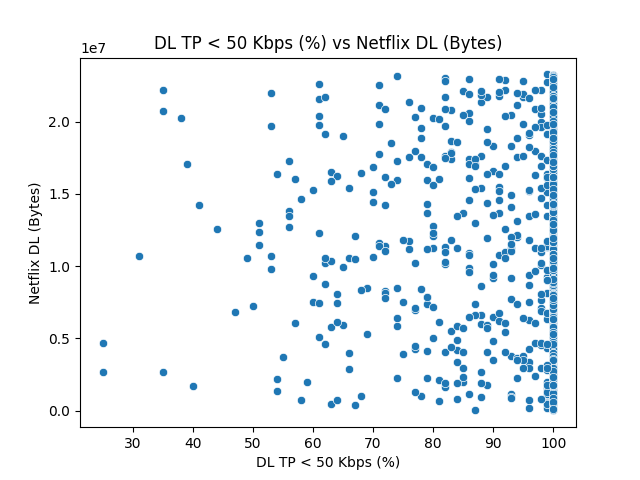 DL TP < 50 Kbps (%) vs Netflix DL (Bytes)
1e7
Netflix DL (Bytes)
2.0
1.5
1.0
0.5
0.0
30 40 50 60 70 80 90 100
DL TP < 50 Kbps (%)